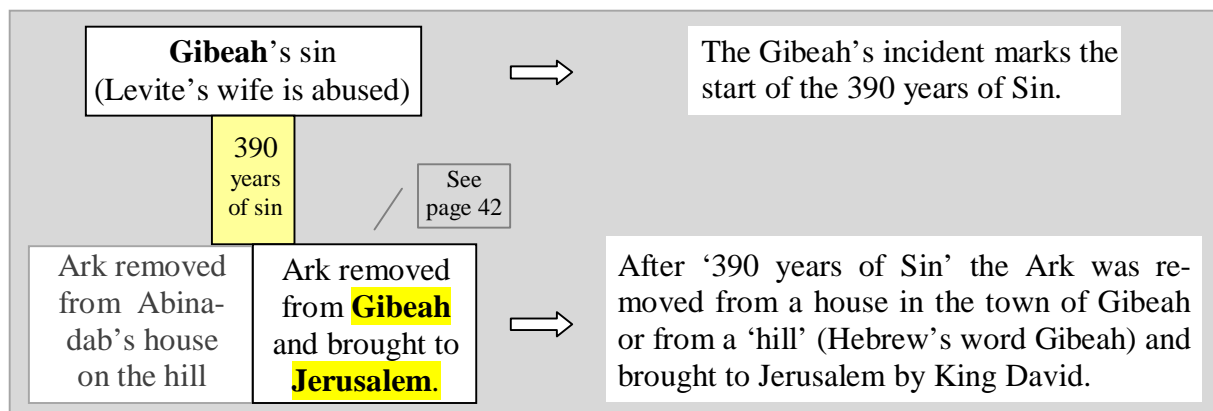 Gibeah’s sin
(Levite’s wife is abused)
The Gibeah’s incident marks the
start of the 390 years of Sin.
390
years
of sin
See
page 42
Ark removed
from Abina-
dab’s house
on the hill
Ark removed
from Gibeah
and brought to
Jerusalem.
After ‘390 years of Sin’ the Ark was re-
moved from a house in the town of Gibeah
or from a ‘hill’ (Hebrew’s word Gibeah) and
brought to Jerusalem by King David.